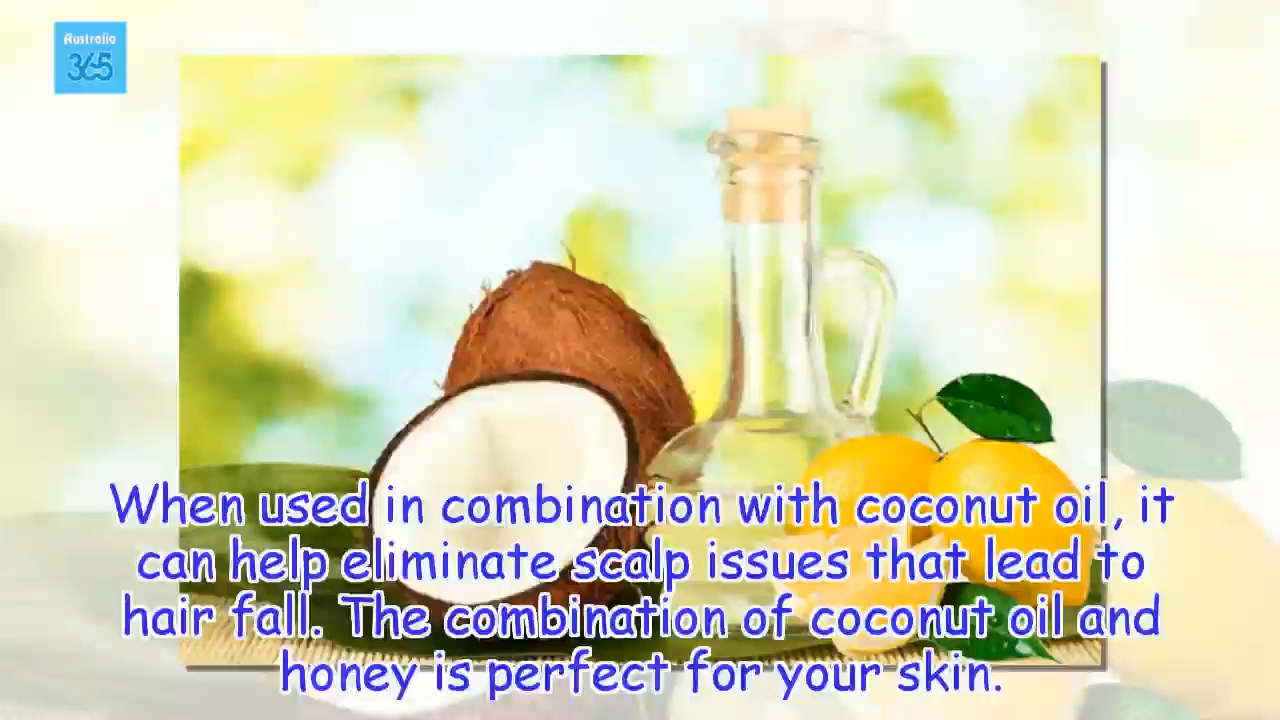 Australia
365
When used in combination with coconut oil, it
can help eliminate scalp issues that lead to
hair fall. The combination of coconut oil and
honey is perfect for your skin.